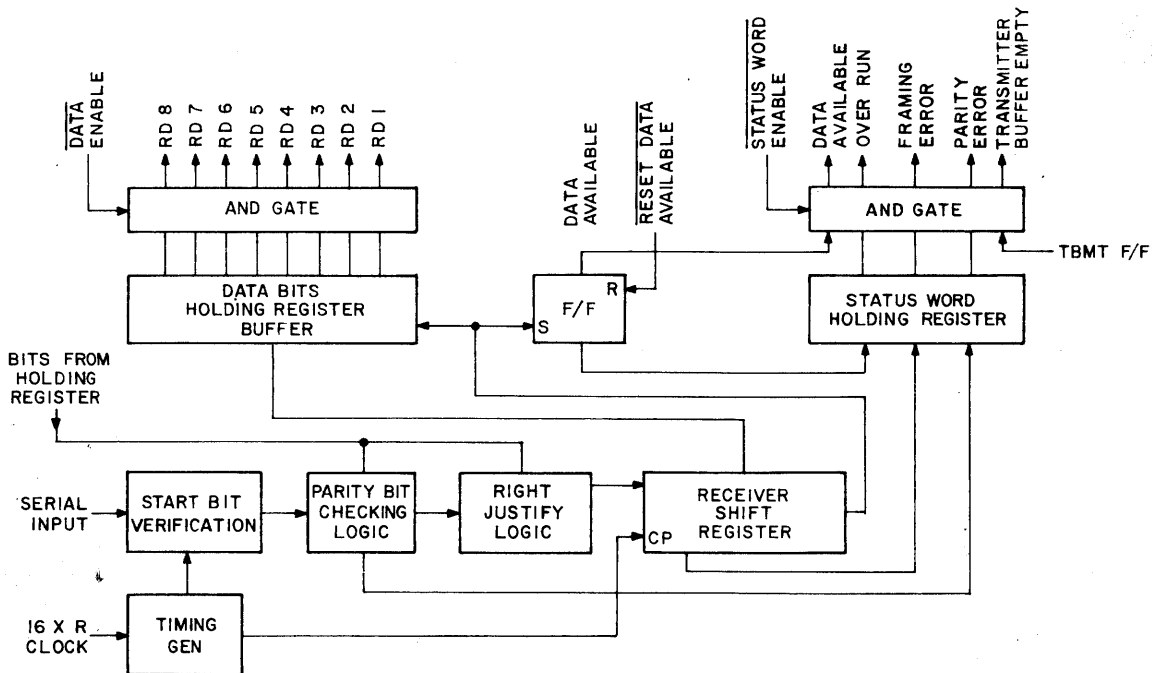 DATA
ENABLE
RD 8
RD 7
RD 6
RD 5
RD 4
RD 3
RD 2
RD 1
AND GATE
DATA BITS
HOLDING REGISTER
BUFFER
DATA
AVAILABLE
RESET DATA
AVAILABLE
R
F/F
S
STATUS WORD
ENABLE
DATA
AVAILABLE
OVER RUN
FRAMING
ERROR
PARITY
ERROR
TRANSMITTER
BUFFER EMPTY
AND GATE
TBMT F/F
STATUS WORD
HOLDING REGISTER
BITS FROM
HOLDING
REGISTER
SERIAL
INPUT
START BIT
VERIFICATION
PARITY BIT
CHECKING
LOGIC
RIGHT
JUSTIFY
LOGIC
RECEIVER
SHIFT
REGISTER
CP
16 X R
CLOCK
TIMING
GEN